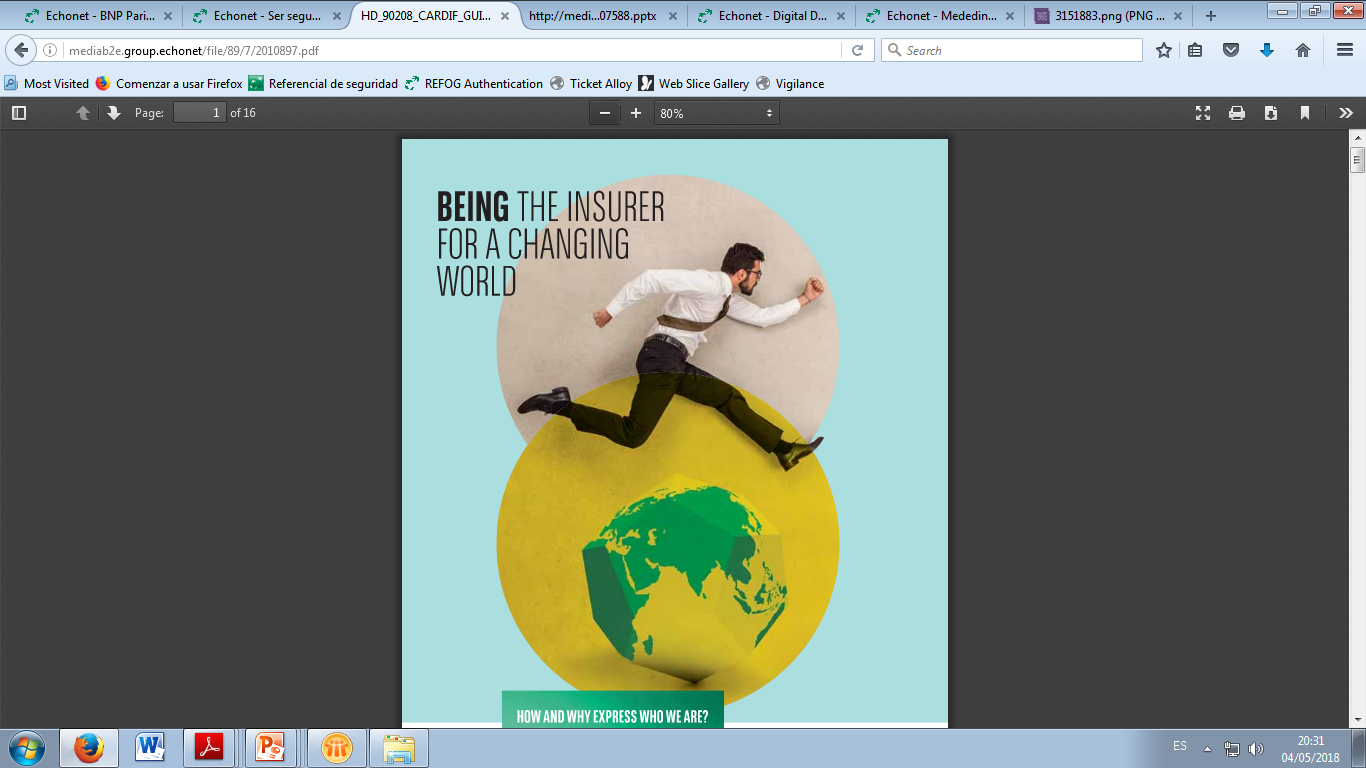 Echonet - BNP Pari...
Echonet - Ser segu...
HD_90208_CARDIF_GUI...
http://medi...07588.pptx
Echonet - Digital D...
Echonet - Mededin...
3151883.png (PNG ...
mediab2e.group.echonet/file/89/7/2010897.pdf
Search
Most Visited
Comenzar a usar Firefox
Referencial de seguridad
REFOG Authentication
Ticket Alloy
Web Slice Gallery
Vigilance
Page: 1 of 16
80%
BEING THE INSURER
FOR A CHANGING
WORLD
HOW AND WHY EXPRESS WHO WE ARE?
ES
20:31
04/05/2018